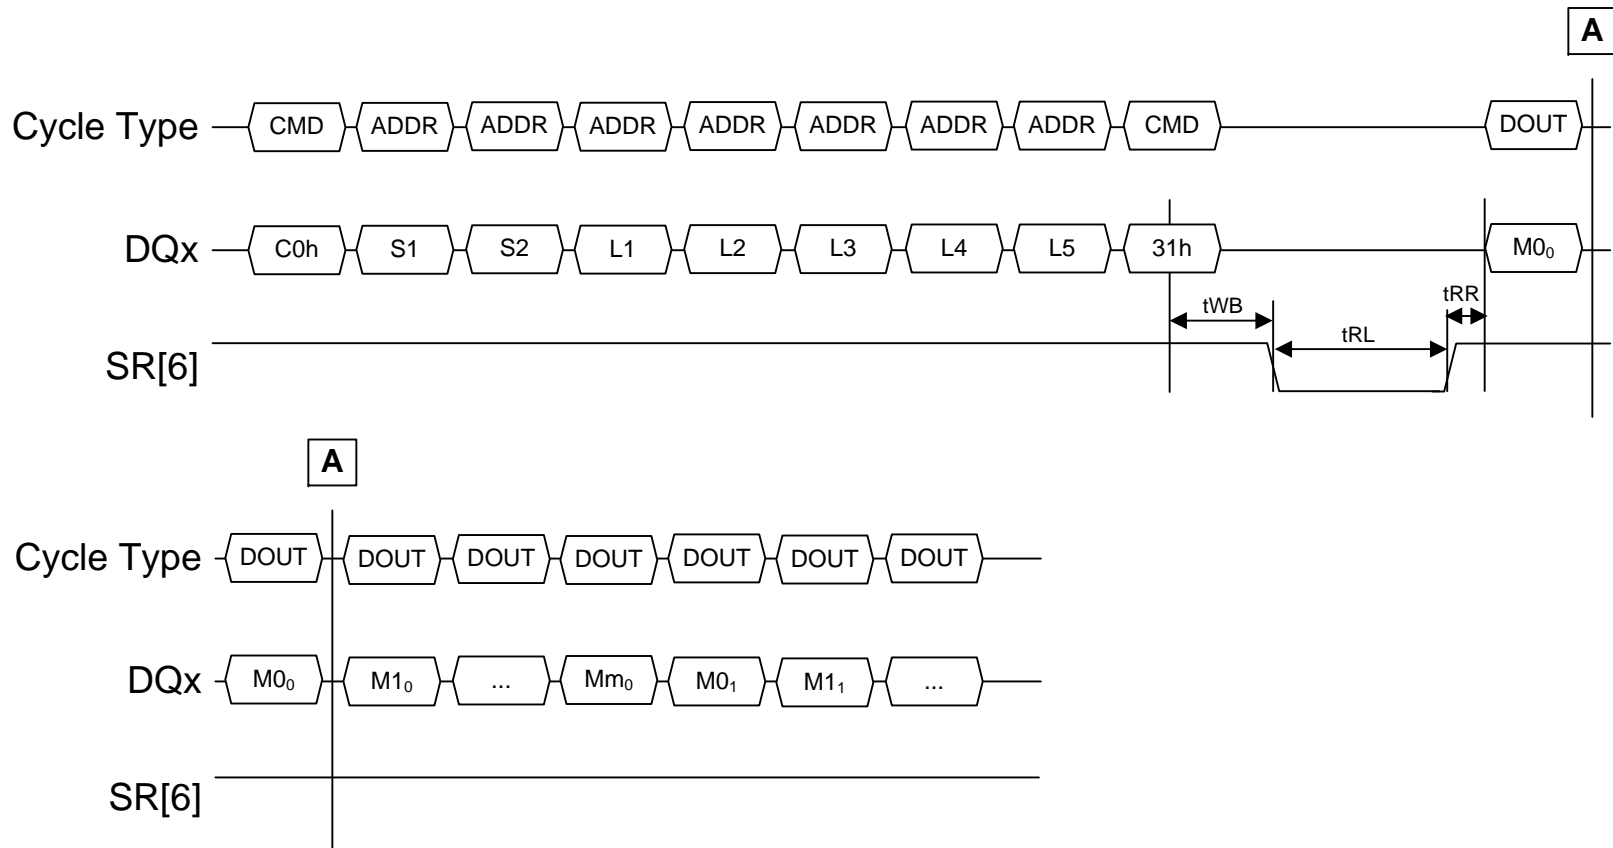 A
Cycle Type CMD ADDR ADDR ADDR ADDR ADDR ADDR ADDR CMD DOUT
DQx C0h S1 S2 L1 L2 L3 L4 L5 31h M0₀
tWB tRL tRR
SR[6]
A
Cycle Type DOUT DOUT DOUT DOUT DOUT DOUT DOUT
DQx M0₀ M1₀ ... Mm₀ M0₁ M1₁ ...
SR[6]